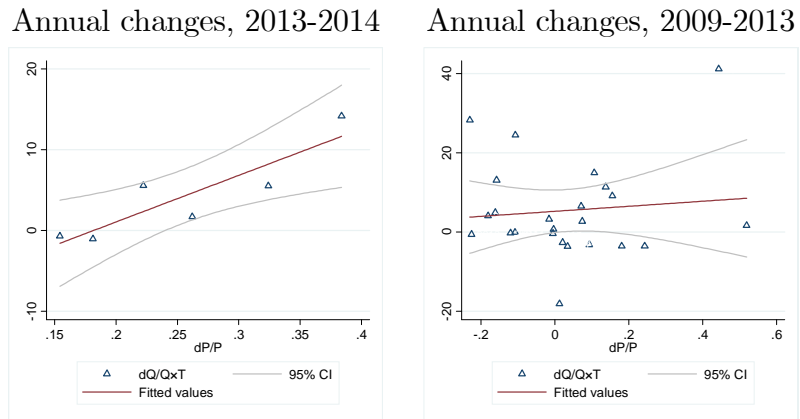 Annual changes, 2013-2014
20
10
0
-10
.15 .2 .25 .3 .35 .4
dP/P
dQ/Q×T 95% CI
Fitted values
Annual changes, 2009-2013
40
20
0
-20
-.2 0 .2 .4 .6
dP/P
dQ/Q×T 95% CI
Fitted values